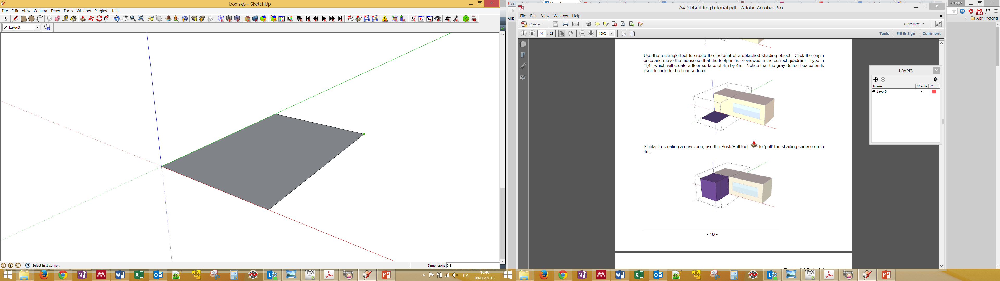 box.skp - SketchUp
File Edit View Camera Draw Tools Window Plugins Help
Layer0
Select first corner.
Dimensions 5,8
ITA
16:46
08/06/2015
A4_3DBuildingTutorial.pdf - Adobe Acrobat Pro
File Edit View Window Help
Create
Customize
10 / 28
100%
Tools Fill & Sign Comment
Use the rectangle tool to create the footprint of a detached shading object. Click the origin
once and move the mouse so that the footprint is previewed in the correct quadrant. Type in
‘4,4’, which will create a floor surface of 4m by 4m. Notice that the gray dotted box extends
itself to include the floor surface.
Similar to creating a new zone, use the Push/Pull tool to ‘pull’ the shading surface up to
4m.
- 10 -
Layers
Name Visible Co...
Layer0
Giuseppe
App
» Altri Preferiti